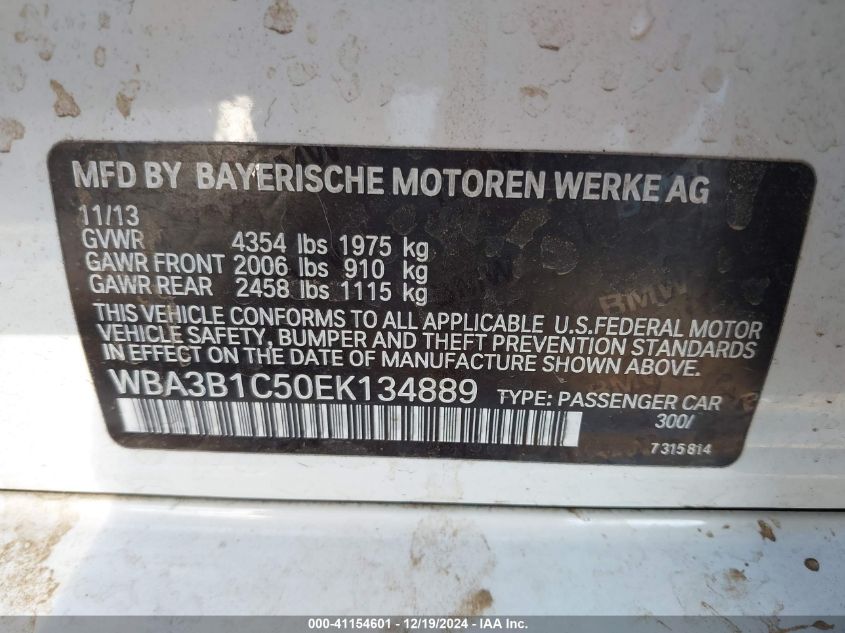 MFD BY BAYERISCHE MOTOREN WERKE AG
11/13
GVWR 4354 lbs 1975 kg
GAWR FRONT 2006 lbs 910 kg
GAWR REAR 2458 lbs 1115 kg
THIS VEHICLE CONFORMS TO ALL APPLICABLE U.S.FEDERAL MOTOR
VEHICLE SAFETY, BUMPER AND THEFT PREVENTION STANDARDS
IN EFFECT ON THE DATE OF MANUFACTURE SHOWN ABOVE.
WBA3B1C50EK134889 TYPE: PASSENGER CAR
300/
7315814
BMW
000-41154601 - 12/19/2024 - IAA Inc.